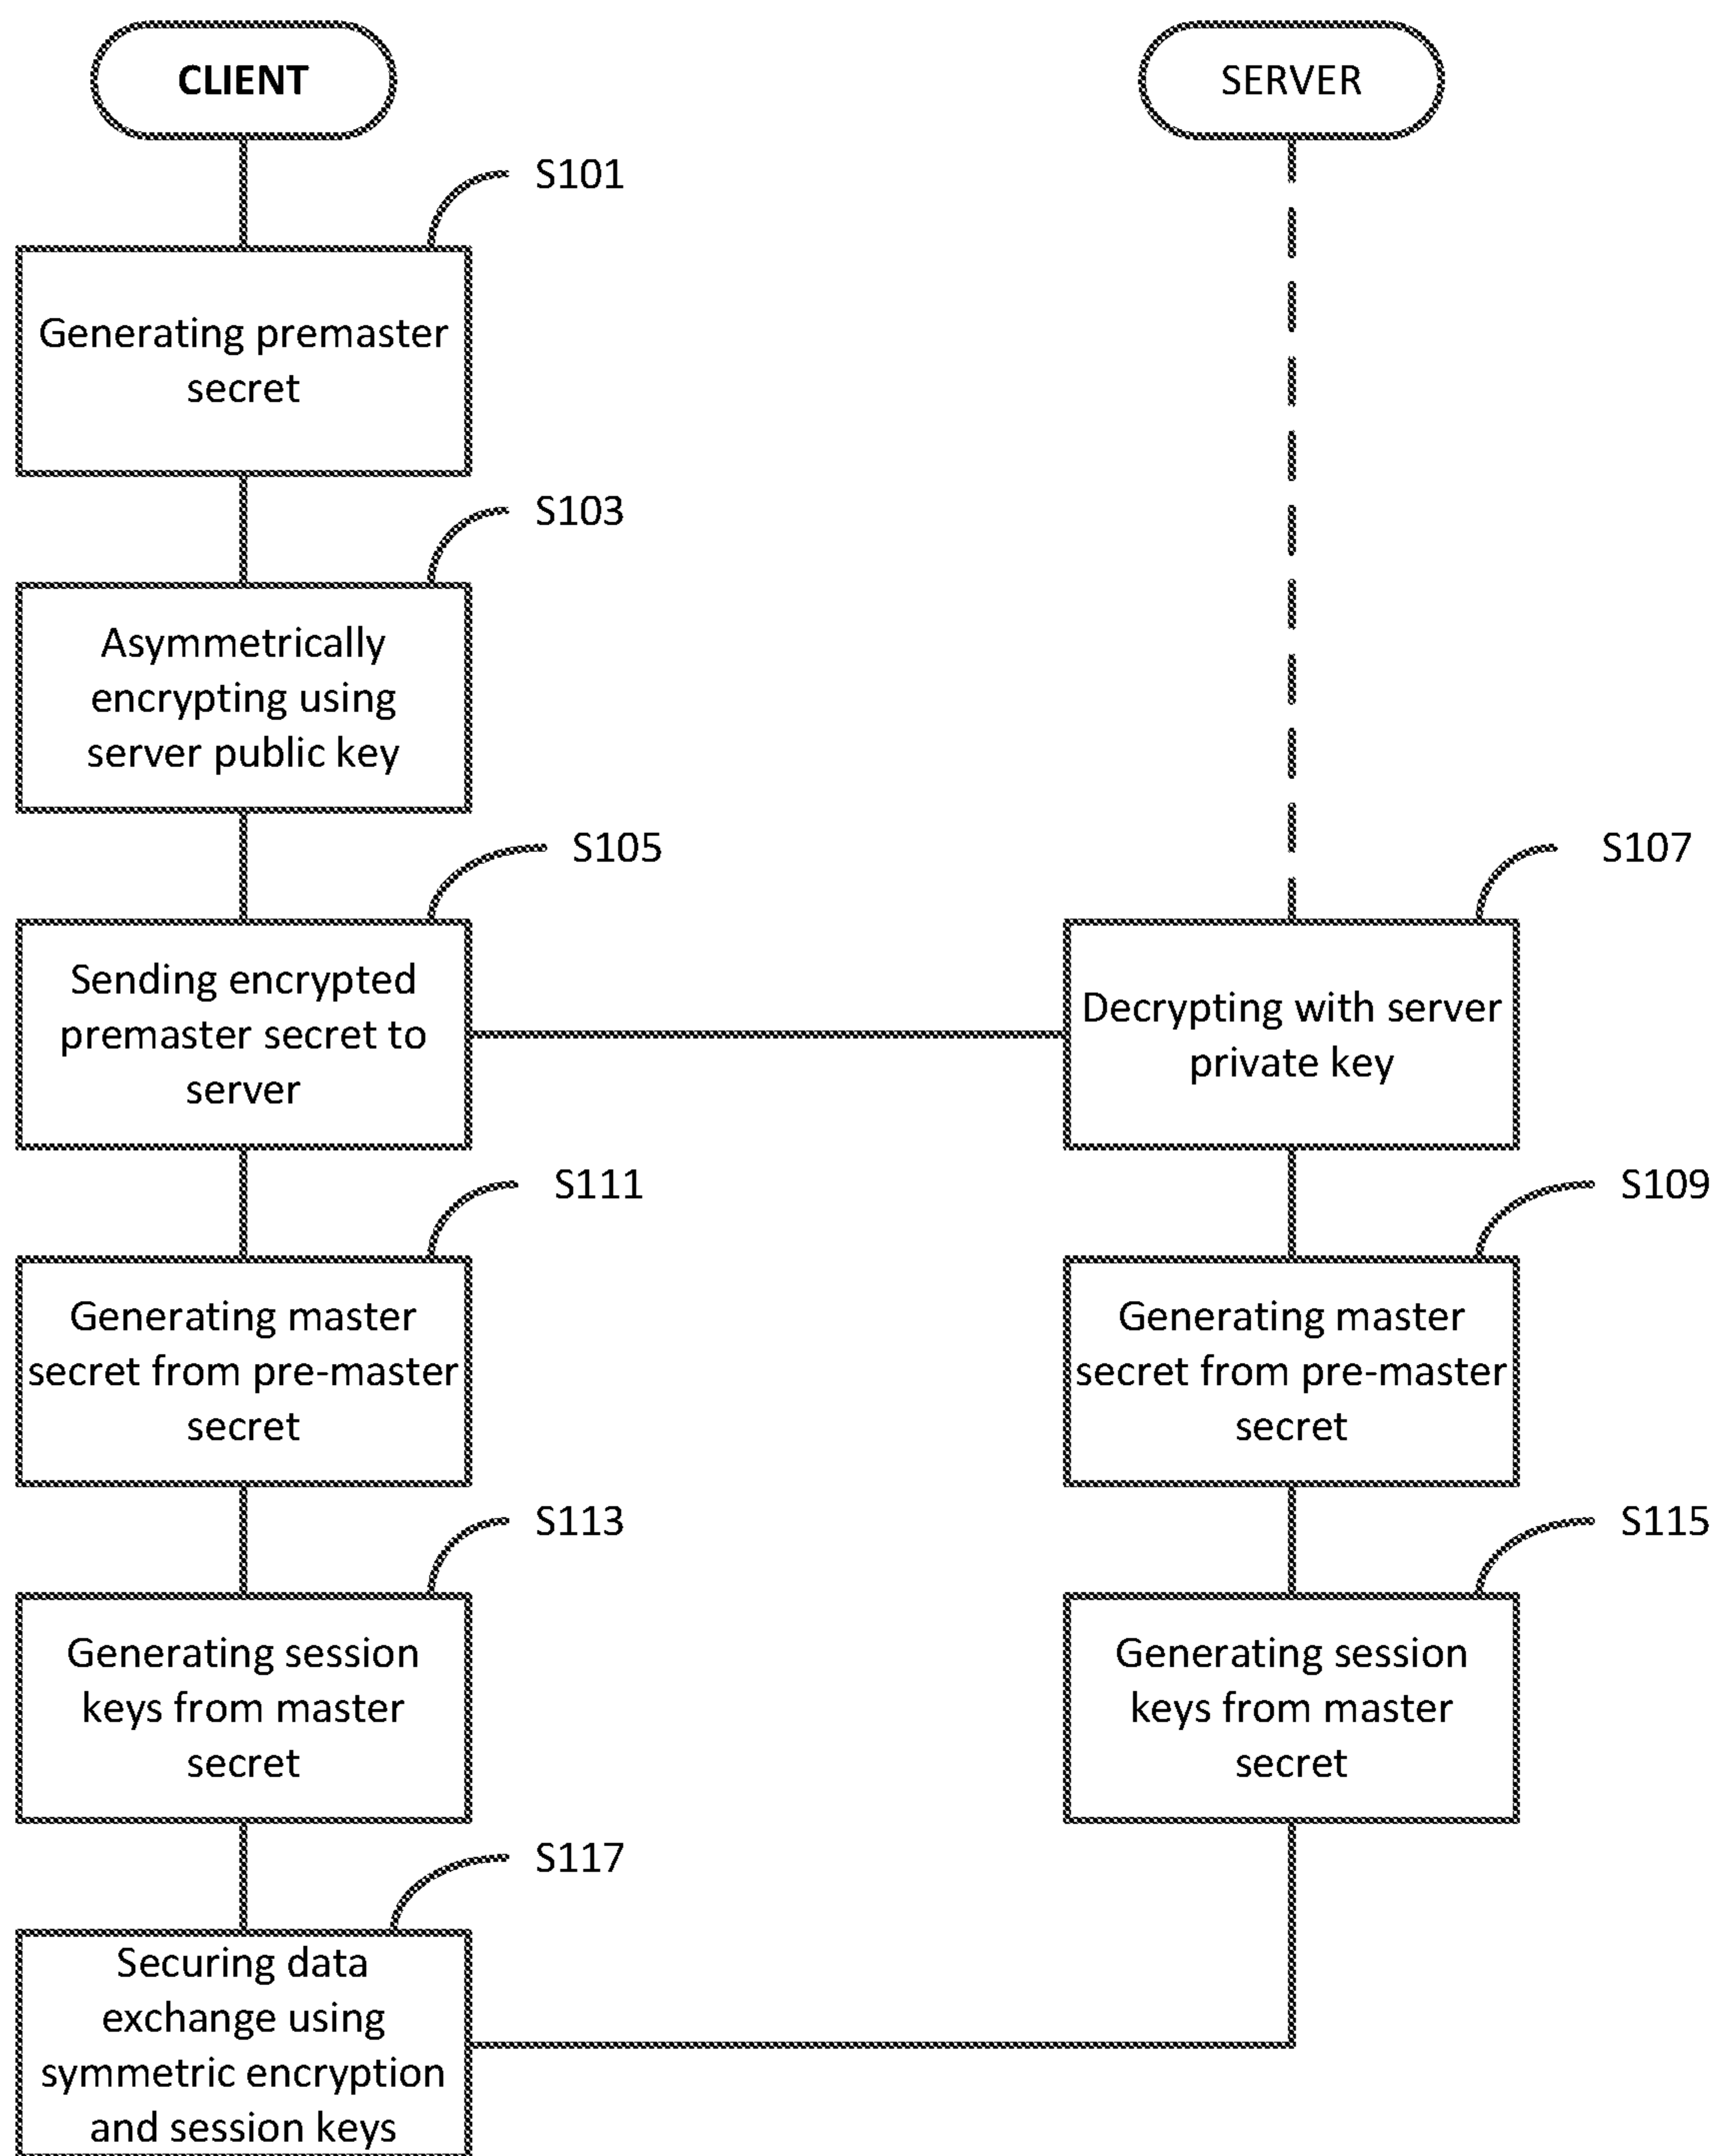 CLIENT
SERVER
S101
Generating premaster
secret
S103
Asymmetrically
encrypting using
server public key
S105
S107
Sending encrypted
premaster secret to
server
Decrypting with server
private key
S111
S109
Generating master
secret from pre-master
secret
Generating master
secret from pre-master
secret
S113
S115
Generating session
keys from master
secret
Generating session
keys from master
secret
S117
Securing data
exchange using
symmetric encryption
and session keys